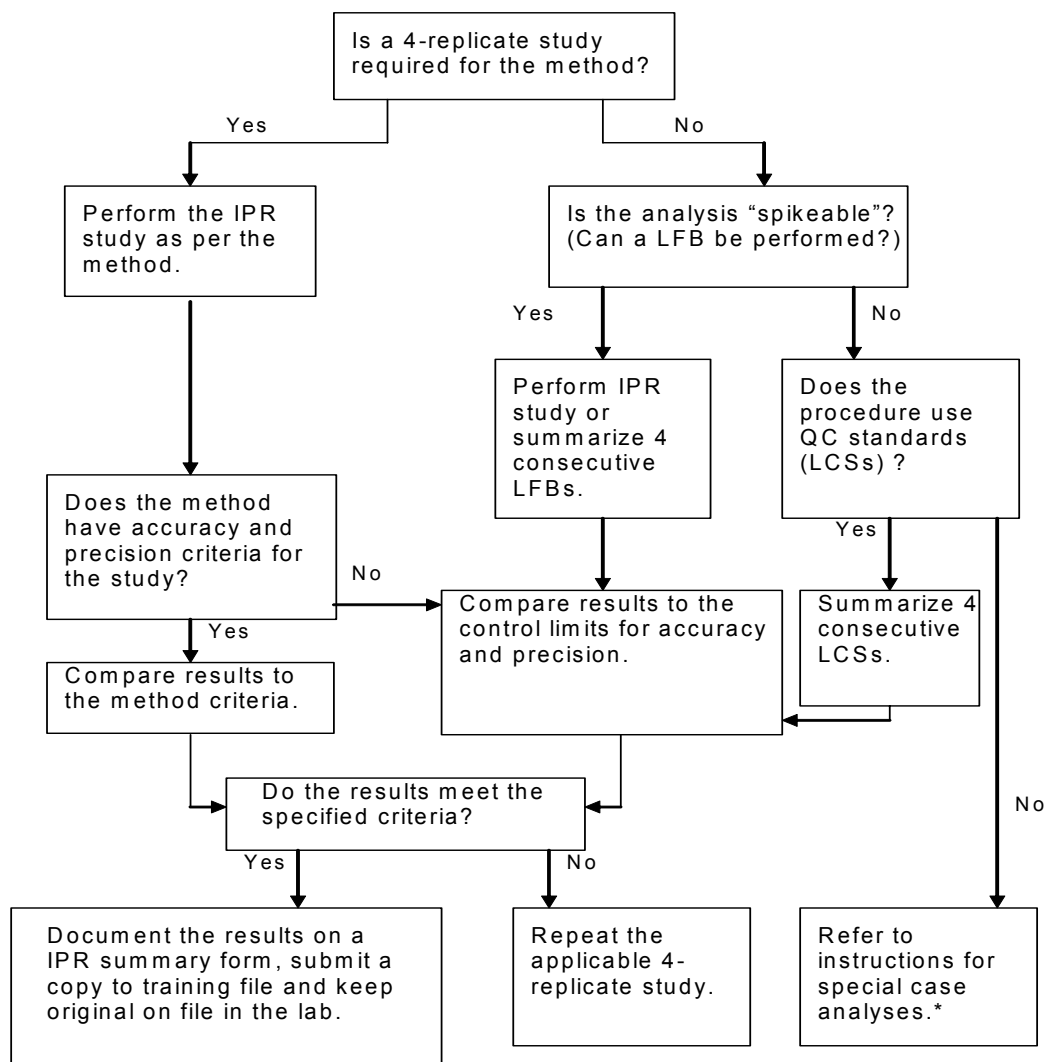 Is a 4-replicate study
required for the method?
Yes
No
Perform the IPR
study as per the
method.
Is the analysis “spikeable”?
(Can a LFB be performed?)
Yes
No
Perform IPR
study or
summarize 4
consecutive
LFBs.
Does the
procedure use
QC standards
(LCSs) ?
Does the method
have accuracy and
precision criteria for
the study?
No
Yes
Yes
Compare results to the
control limits for accuracy
and precision.
Summarize 4
consecutive
LCSs.
Compare results to
the method criteria.
Do the results meet the
specified criteria?
No
Yes
No
Document the results on a
IPR summary form, submit a
copy to training file and keep
original on file in the lab.
Repeat the
applicable 4-
replicate study.
Refer to
instructions for
special case
analyses.*